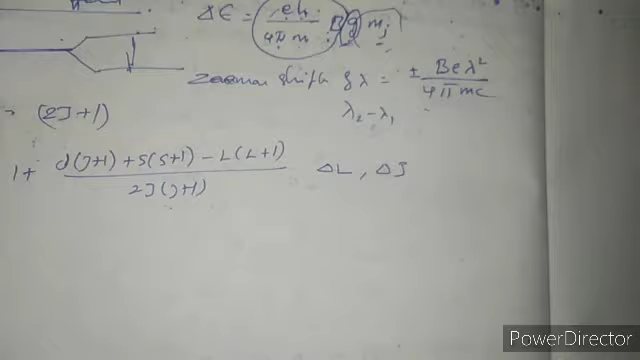 ΔE = eh / 4πm B g mj
Zeeman shift δλ = ± Beλ² / 4πmc
λ₂ - λ₁
(2J+1)
1 + J(J+1) + S(S+1) - L(L+1) / 2J(J+1) ΔL, ΔJ
PowerDirector